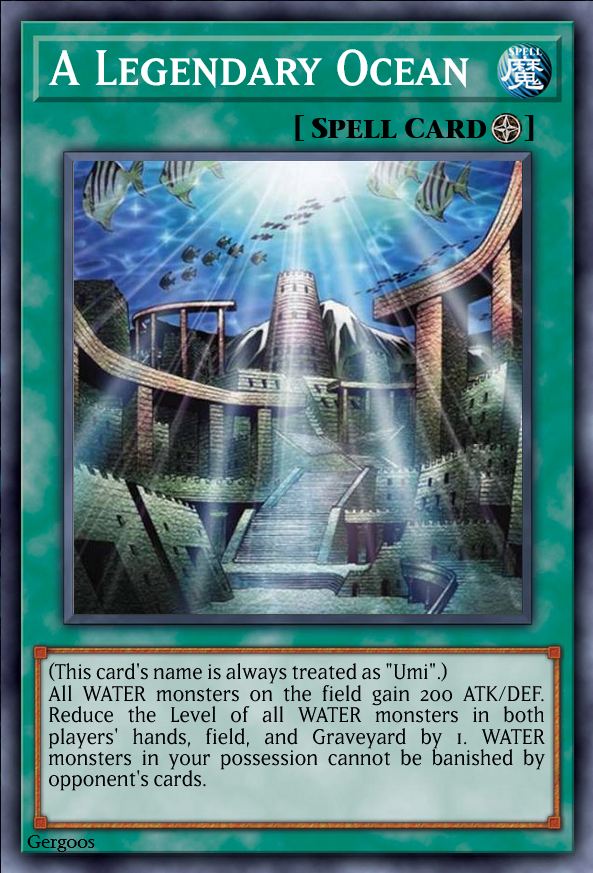 A Legendary Ocean
SPELL
魔
[ Spell Card ]
(This card's name is always treated as "Umi".)
All WATER monsters on the field gain 200 ATK/DEF.
Reduce the Level of all WATER monsters in both
players' hands, field, and Graveyard by 1. WATER
monsters in your possession cannot be banished by
opponent's cards.
Gergoos